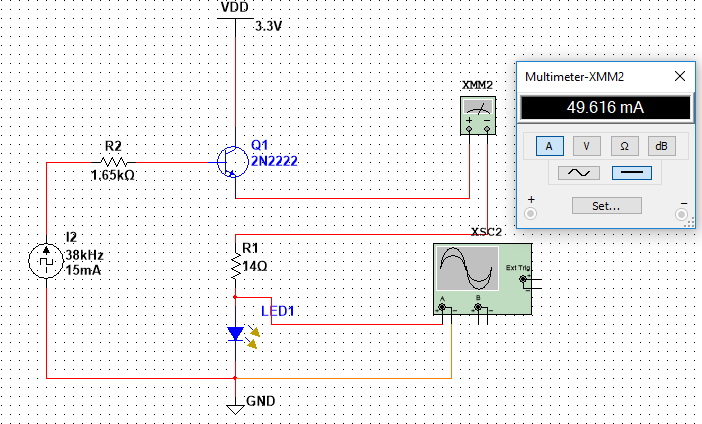 VDD
3.3V
Multimeter-XMM2
49.616 mA
A V Ω dB
Set...
+ −
XMM2
+ −
R2
1.65kΩ
Q1
2N2222
I2
38kHz
15mA
XSC2
Ext Trig
+
−
A B
+ − + −
R1
14Ω
LED1
GND